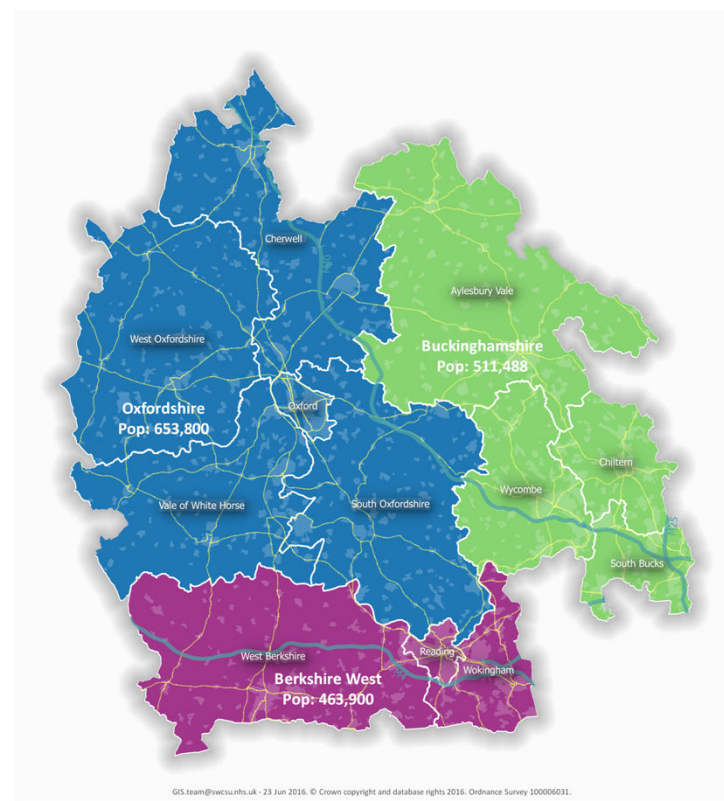 Cherwell
M40
Aylesbury Vale
West Oxfordshire
Buckinghamshire
Pop: 511,488
Oxfordshire
Pop: 653,800
Oxford
Chiltern
Wycombe
Vale of White Horse
South Oxfordshire
M25
South Bucks
Reading
West Berkshire
Wokingham
Berkshire West
Pop: 463,900
GIS.team@swcsu.nhs.uk - 23 Jun 2016. © Crown copyright and database rights 2016. Ordnance Survey 100006031.